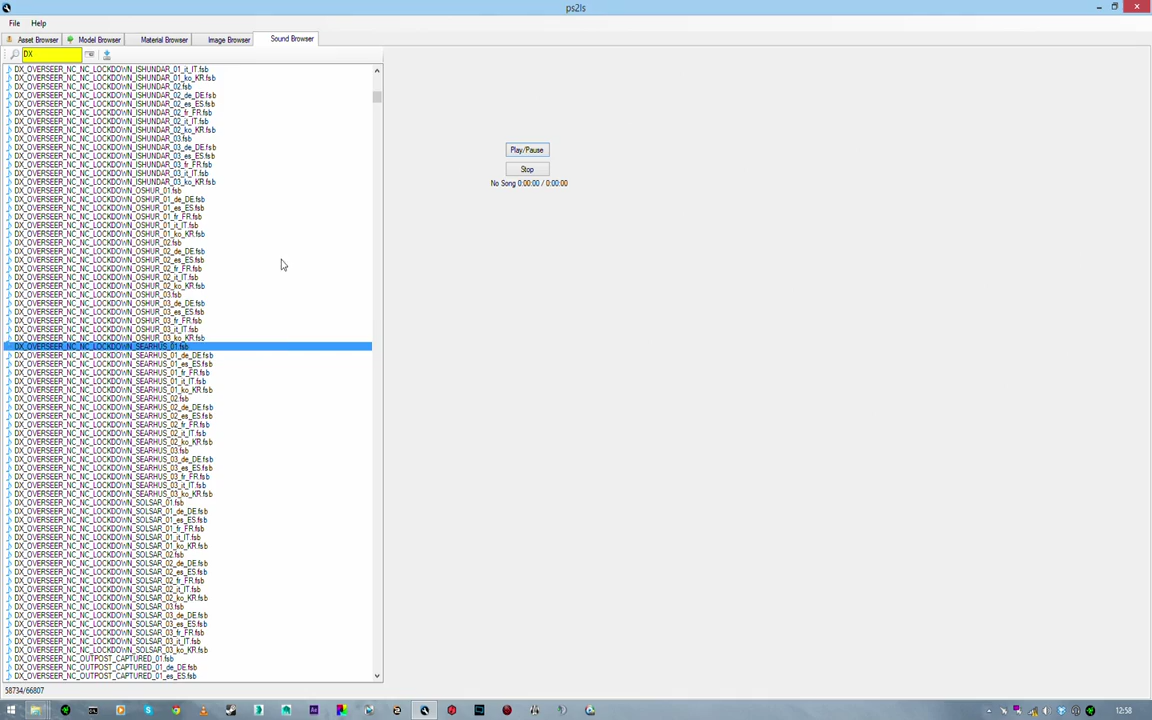 ps2ls
File Help
Asset Browser Model Browser Material Browser Image Browser Sound Browser
DX
DX_OVERSEER_NC_NC_LOCKDOWN_ISHUNDAR_01_it_IT.fsb
DX_OVERSEER_NC_NC_LOCKDOWN_ISHUNDAR_01_ko_KR.fsb
DX_OVERSEER_NC_NC_LOCKDOWN_ISHUNDAR_02.fsb
DX_OVERSEER_NC_NC_LOCKDOWN_ISHUNDAR_02_de_DE.fsb
DX_OVERSEER_NC_NC_LOCKDOWN_ISHUNDAR_02_es_ES.fsb
DX_OVERSEER_NC_NC_LOCKDOWN_ISHUNDAR_02_fr_FR.fsb
DX_OVERSEER_NC_NC_LOCKDOWN_ISHUNDAR_02_it_IT.fsb
DX_OVERSEER_NC_NC_LOCKDOWN_ISHUNDAR_02_ko_KR.fsb
DX_OVERSEER_NC_NC_LOCKDOWN_ISHUNDAR_03.fsb
DX_OVERSEER_NC_NC_LOCKDOWN_ISHUNDAR_03_de_DE.fsb
DX_OVERSEER_NC_NC_LOCKDOWN_ISHUNDAR_03_es_ES.fsb
DX_OVERSEER_NC_NC_LOCKDOWN_ISHUNDAR_03_fr_FR.fsb
DX_OVERSEER_NC_NC_LOCKDOWN_ISHUNDAR_03_it_IT.fsb
DX_OVERSEER_NC_NC_LOCKDOWN_ISHUNDAR_03_ko_KR.fsb
DX_OVERSEER_NC_NC_LOCKDOWN_OSHUR_01.fsb
DX_OVERSEER_NC_NC_LOCKDOWN_OSHUR_01_de_DE.fsb
DX_OVERSEER_NC_NC_LOCKDOWN_OSHUR_01_es_ES.fsb
DX_OVERSEER_NC_NC_LOCKDOWN_OSHUR_01_fr_FR.fsb
DX_OVERSEER_NC_NC_LOCKDOWN_OSHUR_01_it_IT.fsb
DX_OVERSEER_NC_NC_LOCKDOWN_OSHUR_01_ko_KR.fsb
DX_OVERSEER_NC_NC_LOCKDOWN_OSHUR_02.fsb
DX_OVERSEER_NC_NC_LOCKDOWN_OSHUR_02_de_DE.fsb
DX_OVERSEER_NC_NC_LOCKDOWN_OSHUR_02_es_ES.fsb
DX_OVERSEER_NC_NC_LOCKDOWN_OSHUR_02_fr_FR.fsb
DX_OVERSEER_NC_NC_LOCKDOWN_OSHUR_02_it_IT.fsb
DX_OVERSEER_NC_NC_LOCKDOWN_OSHUR_02_ko_KR.fsb
DX_OVERSEER_NC_NC_LOCKDOWN_OSHUR_03.fsb
DX_OVERSEER_NC_NC_LOCKDOWN_OSHUR_03_de_DE.fsb
DX_OVERSEER_NC_NC_LOCKDOWN_OSHUR_03_es_ES.fsb
DX_OVERSEER_NC_NC_LOCKDOWN_OSHUR_03_fr_FR.fsb
DX_OVERSEER_NC_NC_LOCKDOWN_OSHUR_03_it_IT.fsb
DX_OVERSEER_NC_NC_LOCKDOWN_OSHUR_03_ko_KR.fsb
DX_OVERSEER_NC_NC_LOCKDOWN_SEARHUS_01.fsb
DX_OVERSEER_NC_NC_LOCKDOWN_SEARHUS_01_de_DE.fsb
DX_OVERSEER_NC_NC_LOCKDOWN_SEARHUS_01_es_ES.fsb
DX_OVERSEER_NC_NC_LOCKDOWN_SEARHUS_01_fr_FR.fsb
DX_OVERSEER_NC_NC_LOCKDOWN_SEARHUS_01_it_IT.fsb
DX_OVERSEER_NC_NC_LOCKDOWN_SEARHUS_01_ko_KR.fsb
DX_OVERSEER_NC_NC_LOCKDOWN_SEARHUS_02.fsb
DX_OVERSEER_NC_NC_LOCKDOWN_SEARHUS_02_de_DE.fsb
DX_OVERSEER_NC_NC_LOCKDOWN_SEARHUS_02_es_ES.fsb
DX_OVERSEER_NC_NC_LOCKDOWN_SEARHUS_02_fr_FR.fsb
DX_OVERSEER_NC_NC_LOCKDOWN_SEARHUS_02_it_IT.fsb
DX_OVERSEER_NC_NC_LOCKDOWN_SEARHUS_02_ko_KR.fsb
DX_OVERSEER_NC_NC_LOCKDOWN_SEARHUS_03.fsb
DX_OVERSEER_NC_NC_LOCKDOWN_SEARHUS_03_de_DE.fsb
DX_OVERSEER_NC_NC_LOCKDOWN_SEARHUS_03_es_ES.fsb
DX_OVERSEER_NC_NC_LOCKDOWN_SEARHUS_03_fr_FR.fsb
DX_OVERSEER_NC_NC_LOCKDOWN_SEARHUS_03_it_IT.fsb
DX_OVERSEER_NC_NC_LOCKDOWN_SEARHUS_03_ko_KR.fsb
DX_OVERSEER_NC_NC_LOCKDOWN_SOLSAR_01.fsb
DX_OVERSEER_NC_NC_LOCKDOWN_SOLSAR_01_de_DE.fsb
DX_OVERSEER_NC_NC_LOCKDOWN_SOLSAR_01_es_ES.fsb
DX_OVERSEER_NC_NC_LOCKDOWN_SOLSAR_01_fr_FR.fsb
DX_OVERSEER_NC_NC_LOCKDOWN_SOLSAR_01_it_IT.fsb
DX_OVERSEER_NC_NC_LOCKDOWN_SOLSAR_01_ko_KR.fsb
DX_OVERSEER_NC_NC_LOCKDOWN_SOLSAR_02.fsb
DX_OVERSEER_NC_NC_LOCKDOWN_SOLSAR_02_de_DE.fsb
DX_OVERSEER_NC_NC_LOCKDOWN_SOLSAR_02_es_ES.fsb
DX_OVERSEER_NC_NC_LOCKDOWN_SOLSAR_02_fr_FR.fsb
DX_OVERSEER_NC_NC_LOCKDOWN_SOLSAR_02_it_IT.fsb
DX_OVERSEER_NC_NC_LOCKDOWN_SOLSAR_02_ko_KR.fsb
DX_OVERSEER_NC_NC_LOCKDOWN_SOLSAR_03.fsb
DX_OVERSEER_NC_NC_LOCKDOWN_SOLSAR_03_de_DE.fsb
DX_OVERSEER_NC_NC_LOCKDOWN_SOLSAR_03_es_ES.fsb
DX_OVERSEER_NC_NC_LOCKDOWN_SOLSAR_03_fr_FR.fsb
DX_OVERSEER_NC_NC_LOCKDOWN_SOLSAR_03_it_IT.fsb
DX_OVERSEER_NC_NC_LOCKDOWN_SOLSAR_03_ko_KR.fsb
DX_OVERSEER_NC_OUTPOST_CAPTURED_01.fsb
DX_OVERSEER_NC_OUTPOST_CAPTURED_01_de_DE.fsb
DX_OVERSEER_NC_OUTPOST_CAPTURED_01_es_ES.fsb
Play/Pause
Stop
No Song 0:00:00 / 0:00:00
58734/66807
12:58